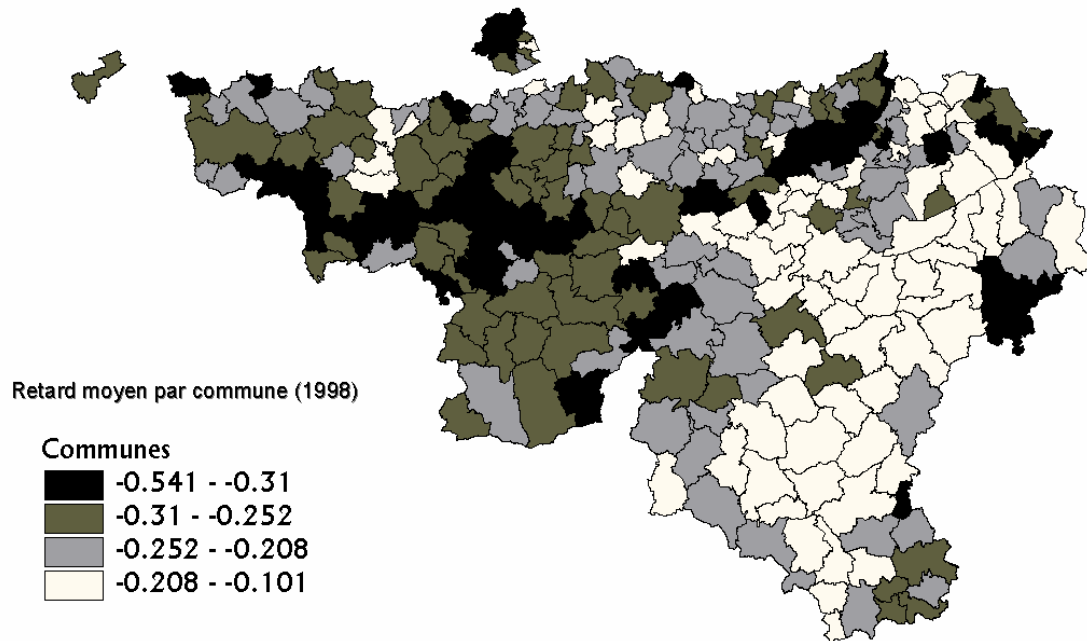 Retard moyen par commune (1998)
Communes
-0.541 - -0.31
-0.31 - -0.252
-0.252 - -0.208
-0.208 - -0.101